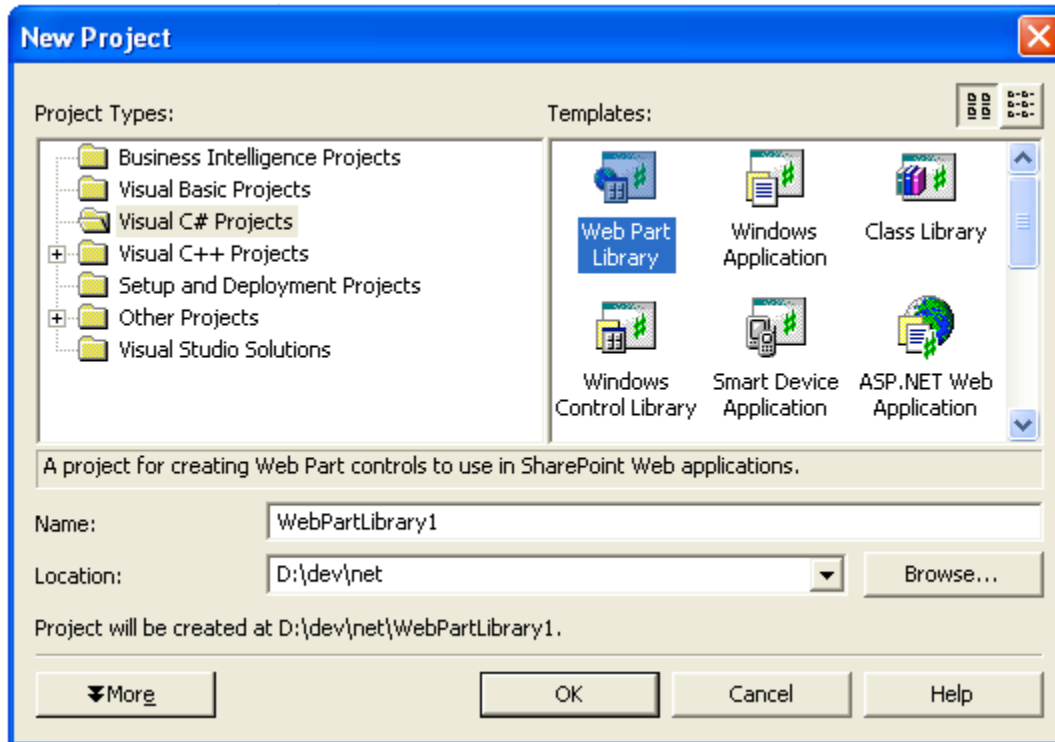 New Project
Project Types:
Templates:
Business Intelligence Projects
Visual Basic Projects
Visual C# Projects
Visual C++ Projects
Setup and Deployment Projects
Other Projects
Visual Studio Solutions
Web Part
Library
Windows
Application
Class Library
Windows
Control Library
Smart Device
Application
ASP.NET Web
Application
A project for creating Web Part controls to use in SharePoint Web applications.
Name:
WebPartLibrary1
Location:
D:\dev\net
Browse...
Project will be created at D:\dev\net\WebPartLibrary1.
More
OK
Cancel
Help